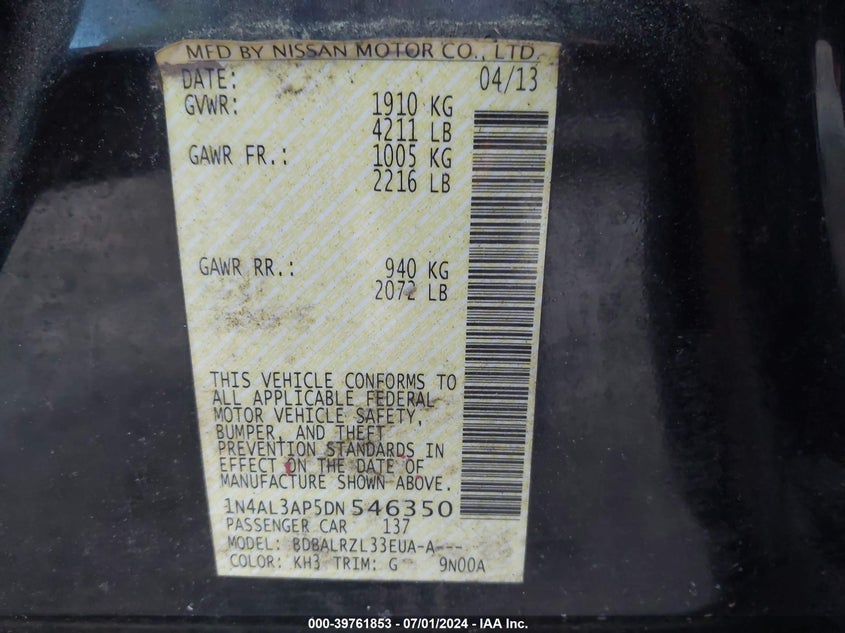 MFD BY NISSAN MOTOR CO., LTD.
DATE: 04/13
GVWR: 1910 KG
4211 LB
GAWR FR.: 1005 KG
2216 LB
GAWR RR.: 940 KG
2072 LB
THIS VEHICLE CONFORMS TO
ALL APPLICABLE FEDERAL
MOTOR VEHICLE SAFETY,
BUMPER, AND THEFT
PREVENTION STANDARDS IN
EFFECT ON THE DATE OF
MANUFACTURE SHOWN ABOVE.
1N4AL3AP5DN 546350
PASSENGER CAR 137
MODEL: BDBALRZL33EUA-A---
COLOR: KH3 TRIM: G 9N00A
000-39761853 / 07/01/2024 - IAA Inc.